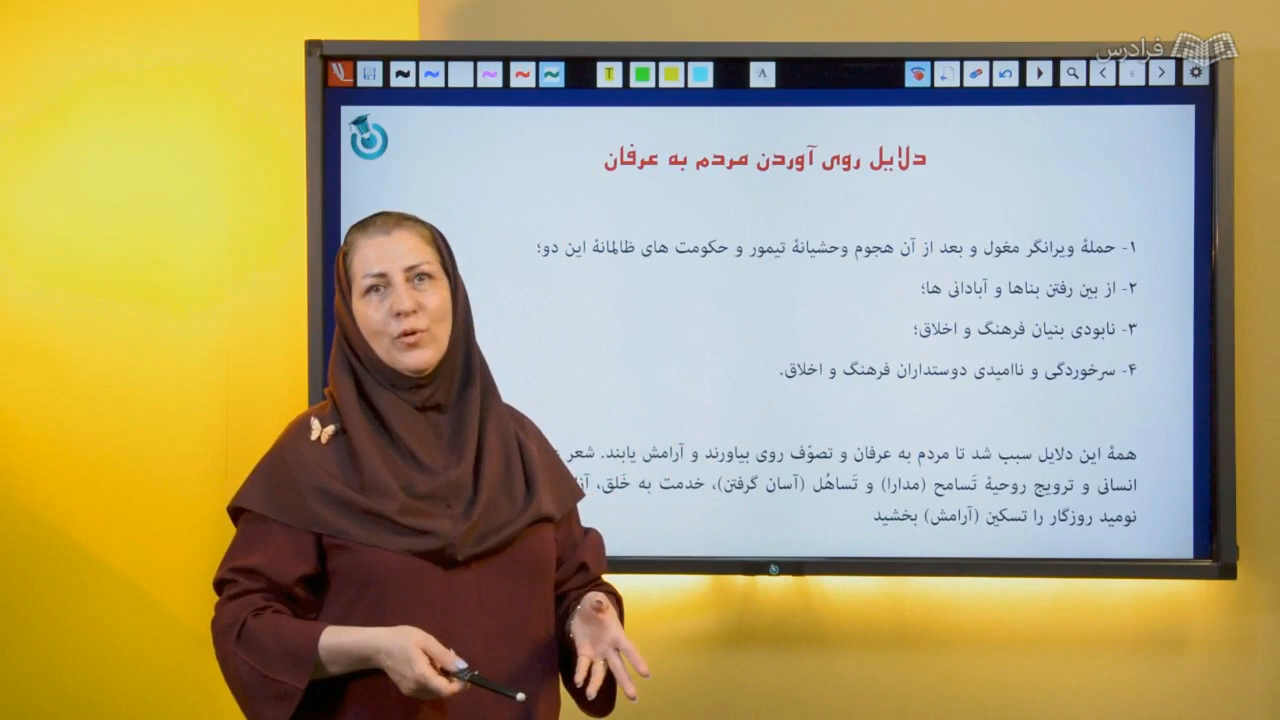 فرادرس
T A 6
دلایل روی آوردن مردم به عرفان
۱- حملهٔ ویرانگر مغول و بعد از آن هجوم وحشیانهٔ تیمور و حکومت های ظالمانهٔ این دو؛
۲- از بین رفتن بناها و آبادانی ها؛
۳- نابودی بنیان فرهنگ و اخلاق؛
۴- سرخوردگی و ناامیدی دوستداران فرهنگ و اخلاق.
همهٔ این دلایل سبب شد تا مردم به عرفان و تصوّف روی بیاورند و آرامش یابند. شعر
انسانی و ترویج روحیهٔ تَسامح (مدارا) و تَساهُل (آسان گرفتن)، خدمت به خَلق،
نومید روزگار را تسکین (آرامش) بخشید